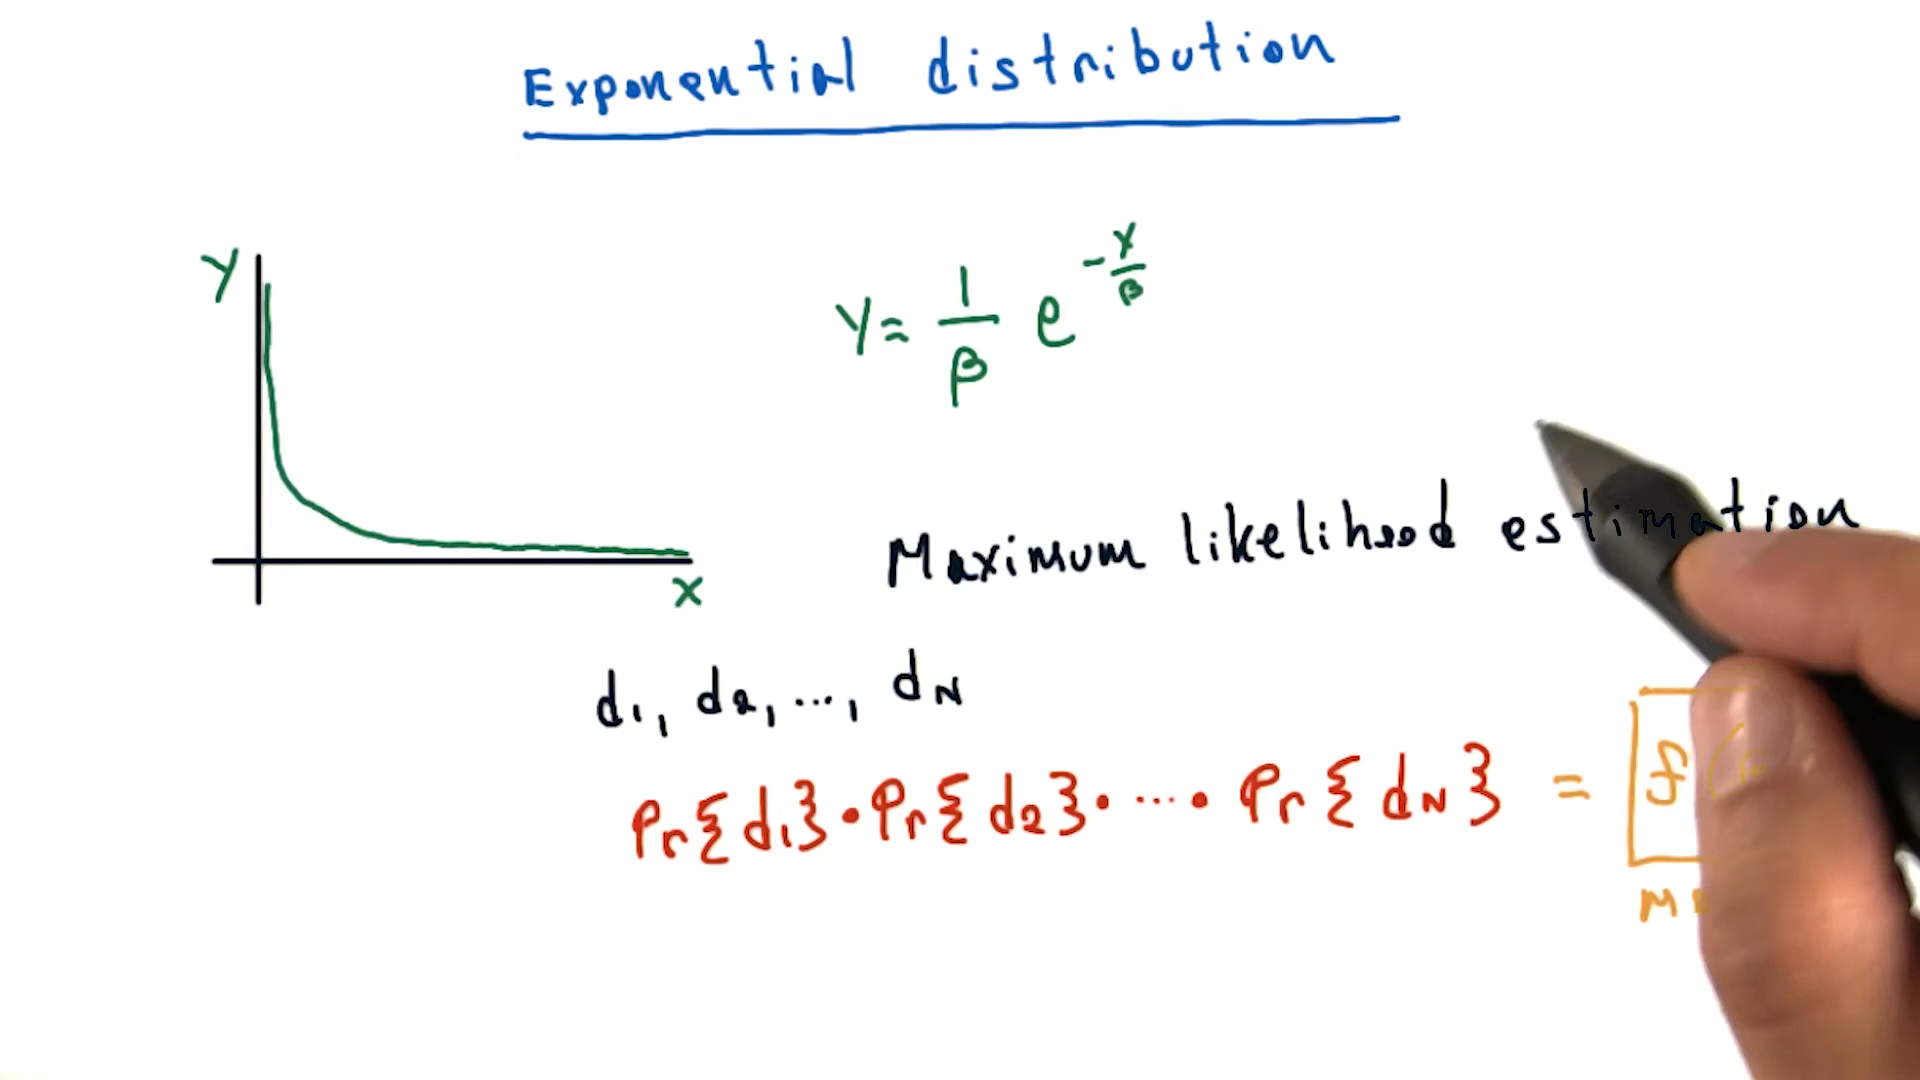 Exponential distribution
Y
Y = 1/β e^(-x/β)
Maximum likelihood estimation
x
d1, d2, ..., dN
Pr{d1} · Pr{d2} · ... · Pr{dN} = f(